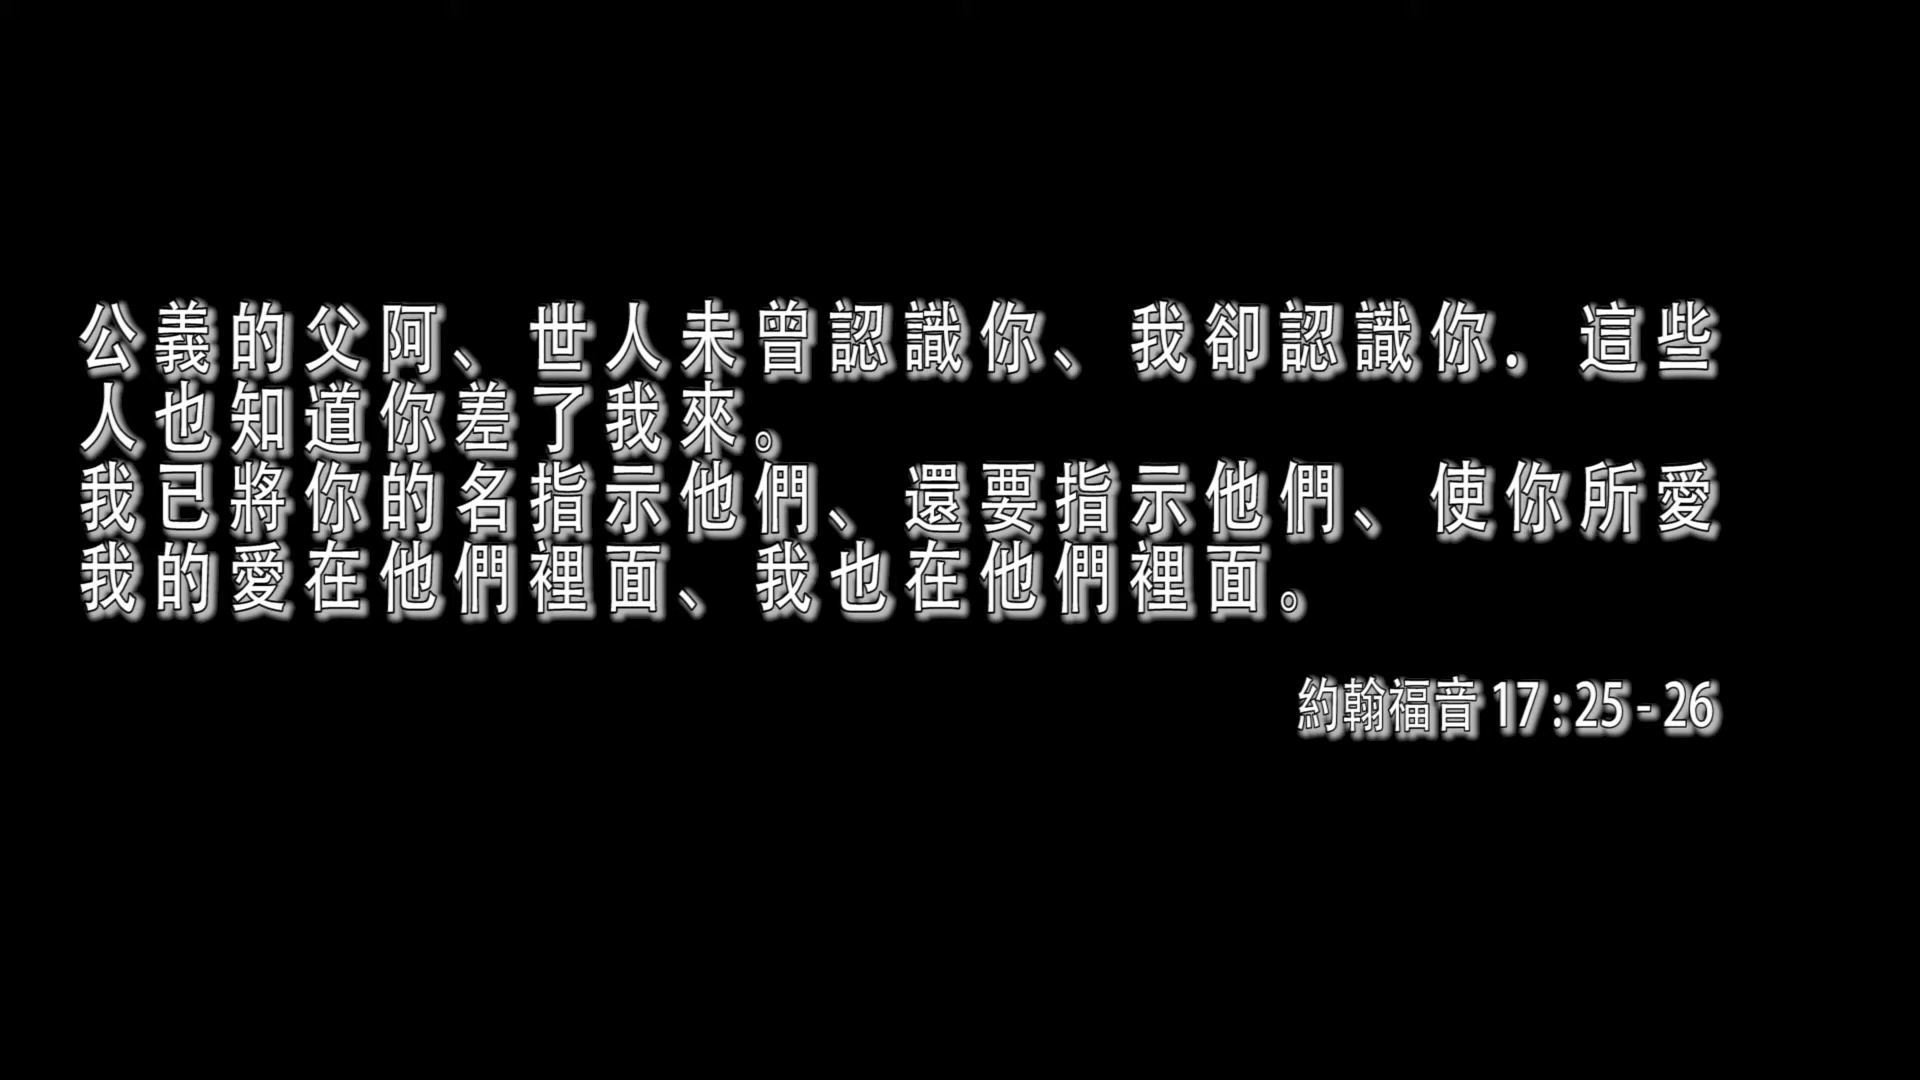 公義的父阿、世人未曾認識你、我卻認識你．這些
人也知道你差了我來。
我已將你的名指示他們、還要指示他們、使你所愛
我的愛在他們裡面、我也在他們裡面。
約翰福音 17:25-26